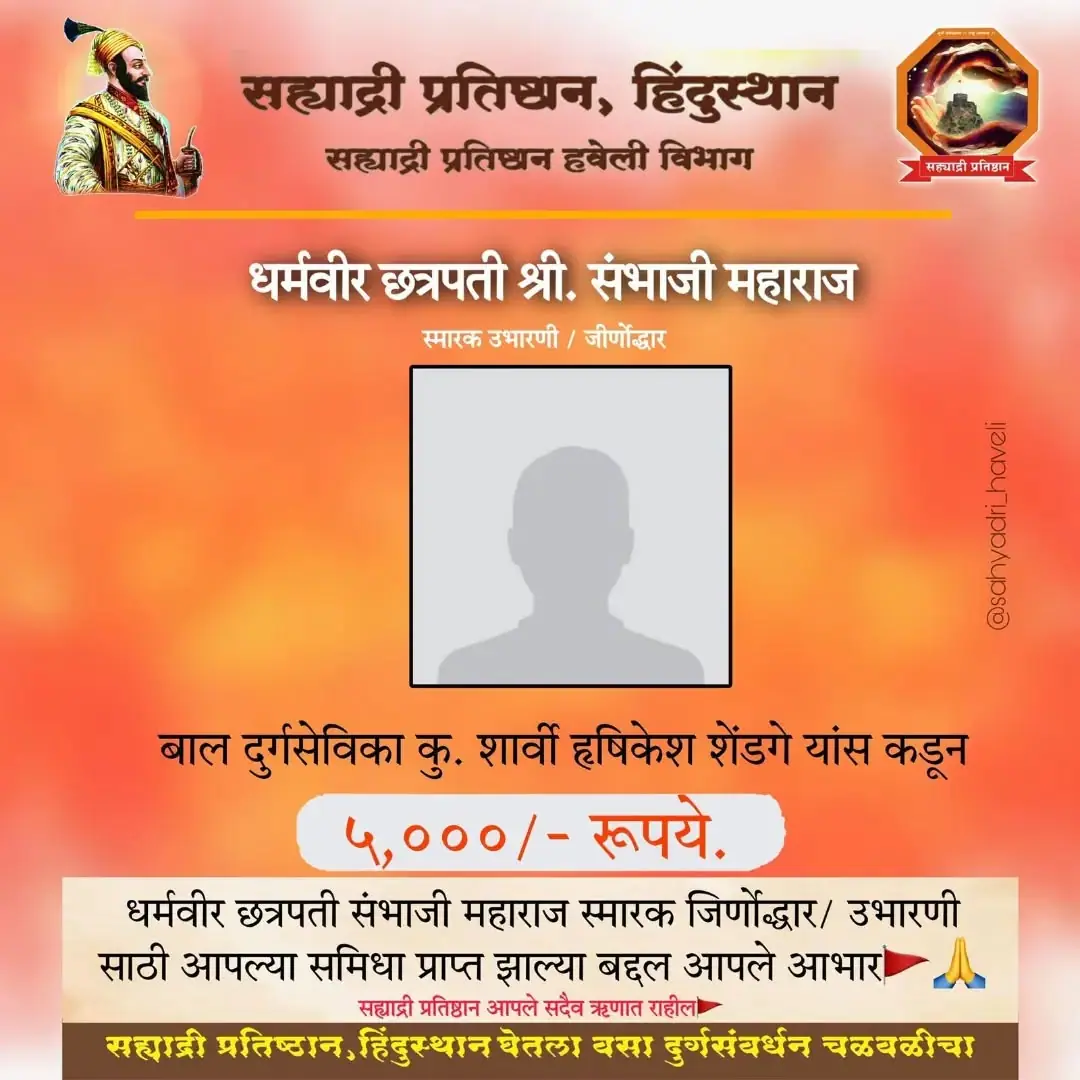 सह्याद्री प्रतिष्ठान, हिंदुस्थान
सह्याद्री प्रतिष्ठान हवेली विभाग
सह्याद्री प्रतिष्ठान
धर्मवीर छत्रपती श्री. संभाजी महाराज
स्मारक उभारणी / जीर्णोद्धार
@sahyadri_haveli
बाल दुर्गसेविका कु. शार्वी हृषिकेश शेंडगे यांस कडून
५,०००/- रूपये.
धर्मवीर छत्रपती संभाजी महाराज स्मारक जिर्णोद्धार/ उभारणी
साठी आपल्या समिधा प्राप्त झाल्या बद्दल आपले आभार🚩🙏
सह्याद्री प्रतिष्ठान आपले सदैव ऋणात राहील🚩
सह्याद्री प्रतिष्ठान,हिंदुस्थान घेतला वसा दुर्गसंवर्धन चळवळीचा